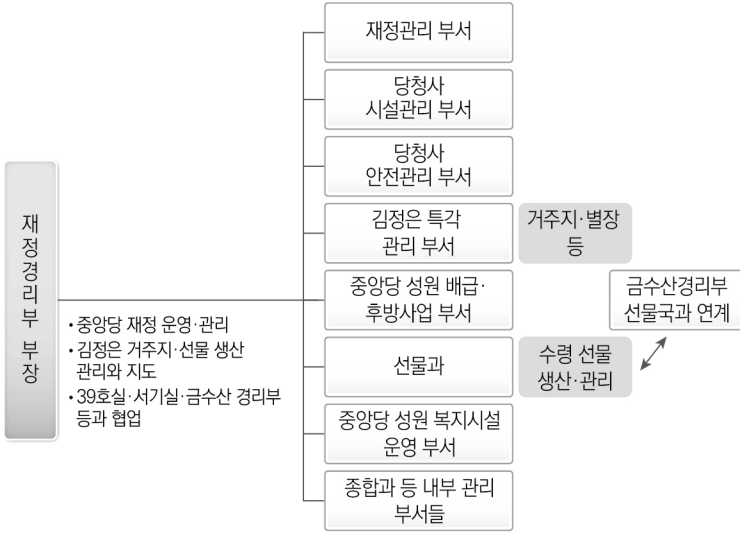 재정경리부 부장
• 중앙당 재정 운영·관리
• 김정은 거주지·선물 생산
관리와 지도
• 39호실·서기실·금수산 경리부
등과 협업
재정관리 부서
당청사
시설관리 부서
당청사
안전관리 부서
김정은 특각
관리 부서
거주지·별장
등
중앙당 성원 배급·
후방사업 부서
금수산경리부
선물국과 연계
선물과
수령 선물
생산·관리
중앙당 성원 복지시설
운영 부서
종합과 등 내부 관리
부서들